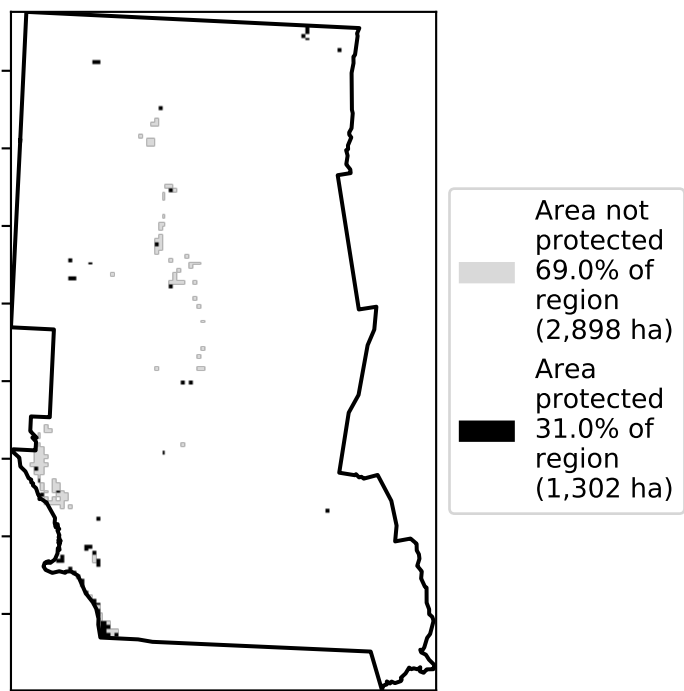 Area not
protected
69.0% of
region
(2,898 ha)
Area
protected
31.0% of
region
(1,302 ha)